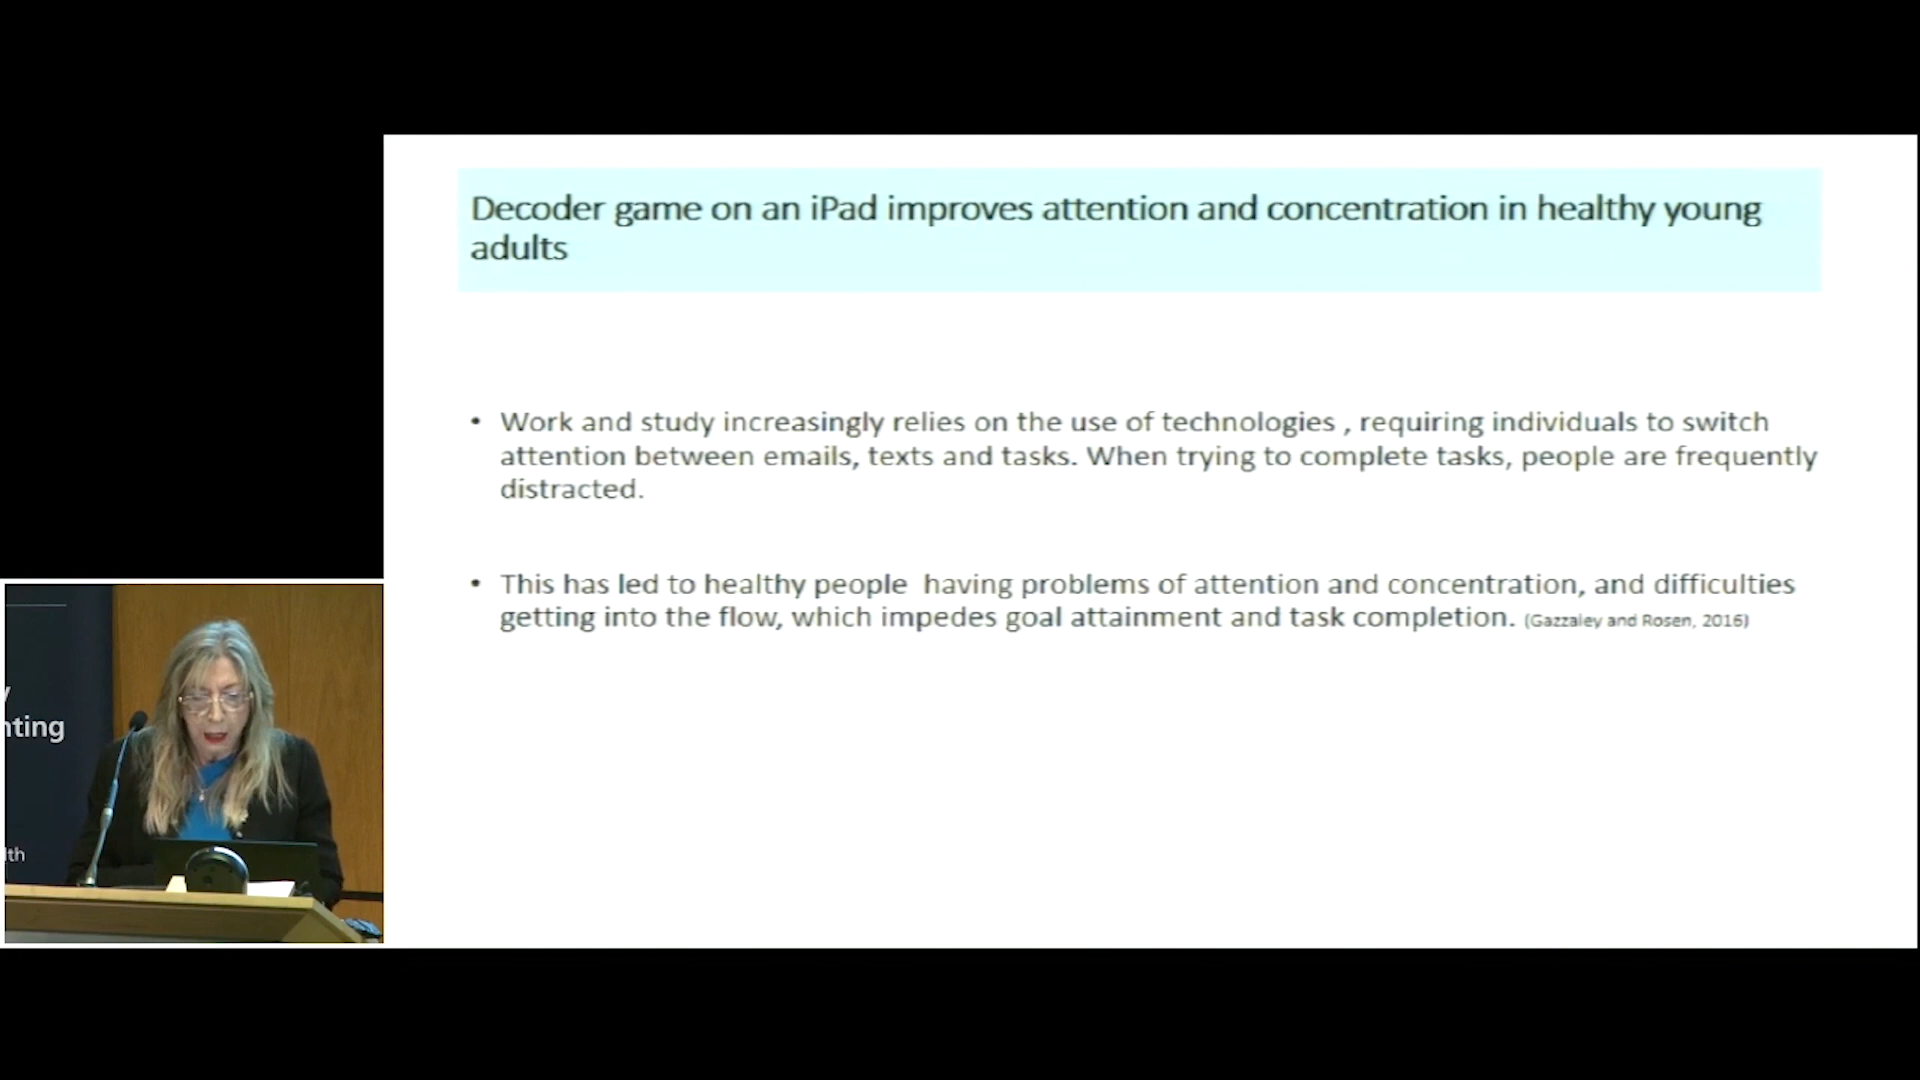 Decoder game on an iPad improves attention and concentration in healthy young
adults
• Work and study increasingly relies on the use of technologies , requiring individuals to switch
attention between emails, texts and tasks. When trying to complete tasks, people are frequently
distracted.
• This has led to healthy people  having problems of attention and concentration, and difficulties
getting into the flow, which impedes goal attainment and task completion. (Gazzaley and Rosen, 2016)
y
nting
lth